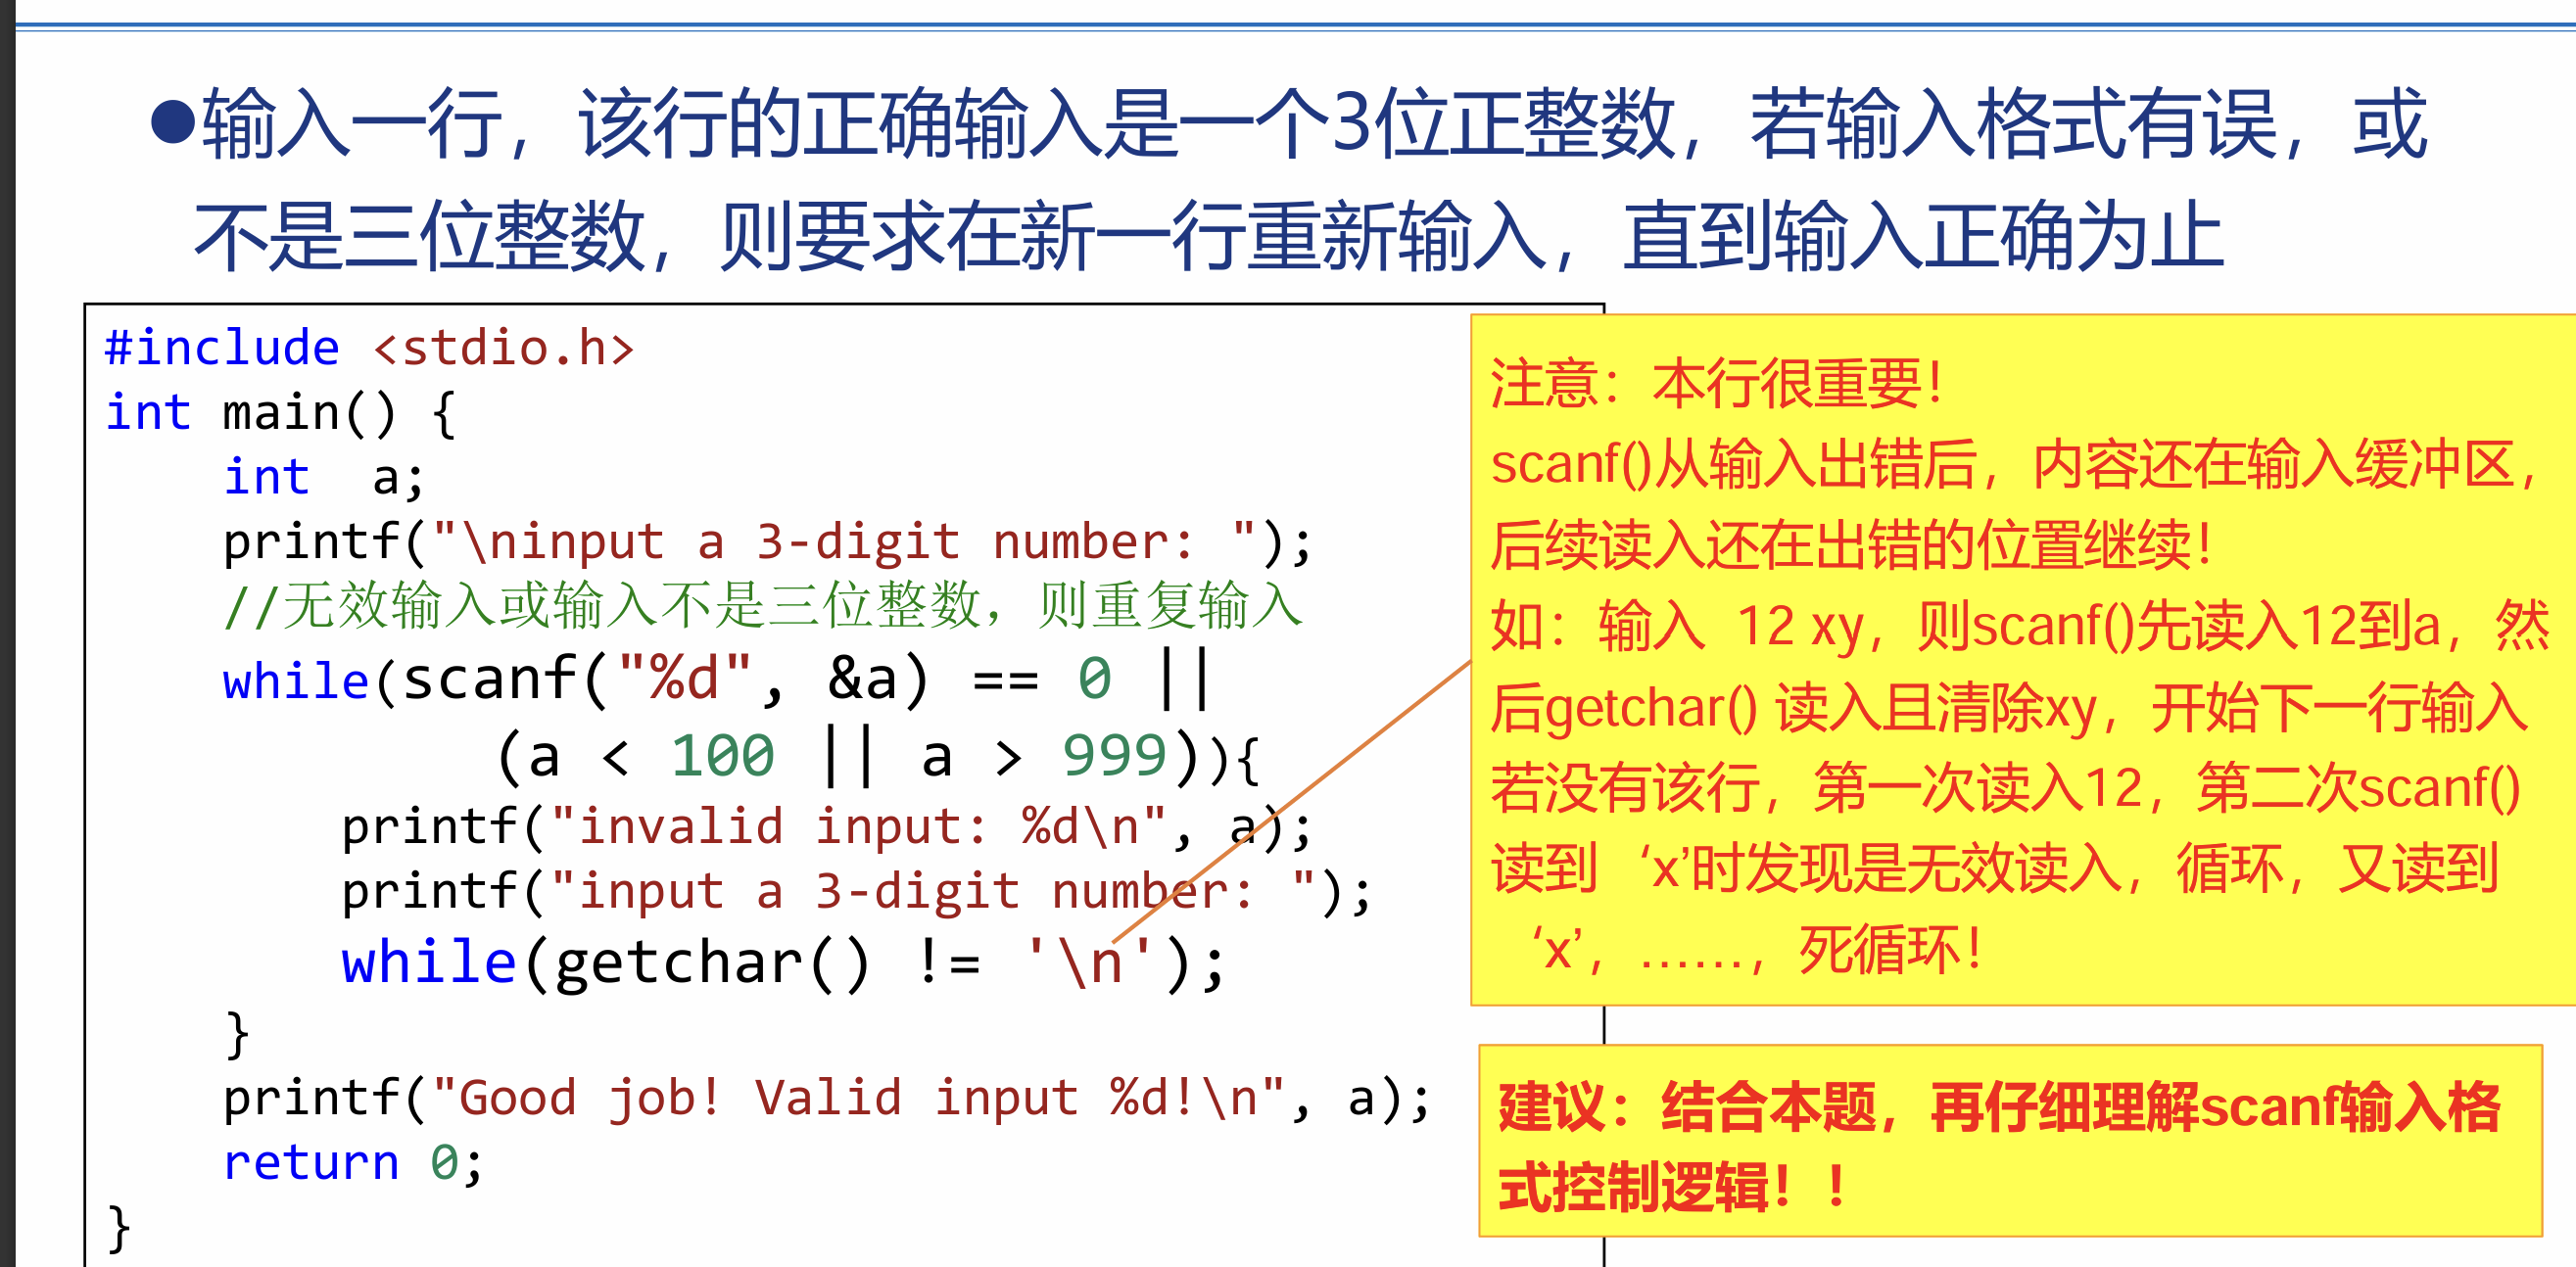 ●输入一行，该行的正确输入是一个3位正整数，若输入格式有误，或
不是三位整数，则要求在新一行重新输入，直到输入正确为止
#include <stdio.h>
int main() {
    int  a;
    printf("\ninput a 3-digit number: ");
    //无效输入或输入不是三位整数，则重复输入
    while(scanf("%d", &a) == 0 ||
             (a < 100 || a > 999)){
        printf("invalid input: %d\n", a);
        printf("input a 3-digit number: ");
        while(getchar() != '\n');
    }
    printf("Good job! Valid input %d!\n", a);
    return 0;
}
注意：本行很重要！
scanf()从输入出错后，内容还在输入缓冲区，
后续读入还在出错的位置继续！
如：输入 12 xy，则scanf()先读入12到a，然
后getchar() 读入且清除xy，开始下一行输入
若没有该行，第一次读入12，第二次scanf()
读到 ‘x’时发现是无效读入，循环，又读到
‘x’，……，死循环！
建议：结合本题，再仔细理解scanf输入格
式控制逻辑！！